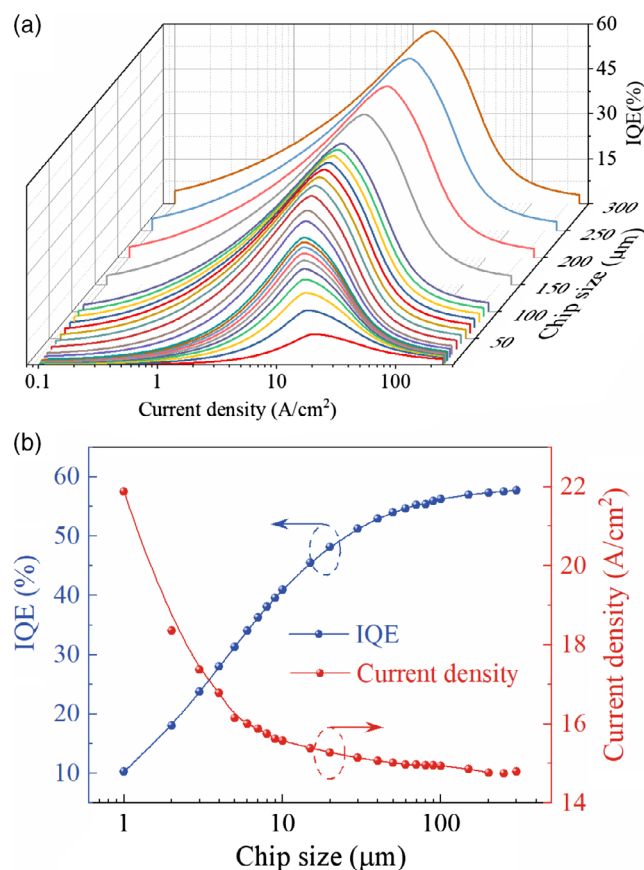 (a)
60
45
30
15
IQE(%)
300
250
200
150
100
50
Chip size (μm)
0.1 1 10 100
Current density (A/cm²)
(b)
60
50
40
30
20
10
IQE (%)
22
20
18
16
14
Current density (A/cm²)
IQE
Current density
1 10 100
Chip size (μm)